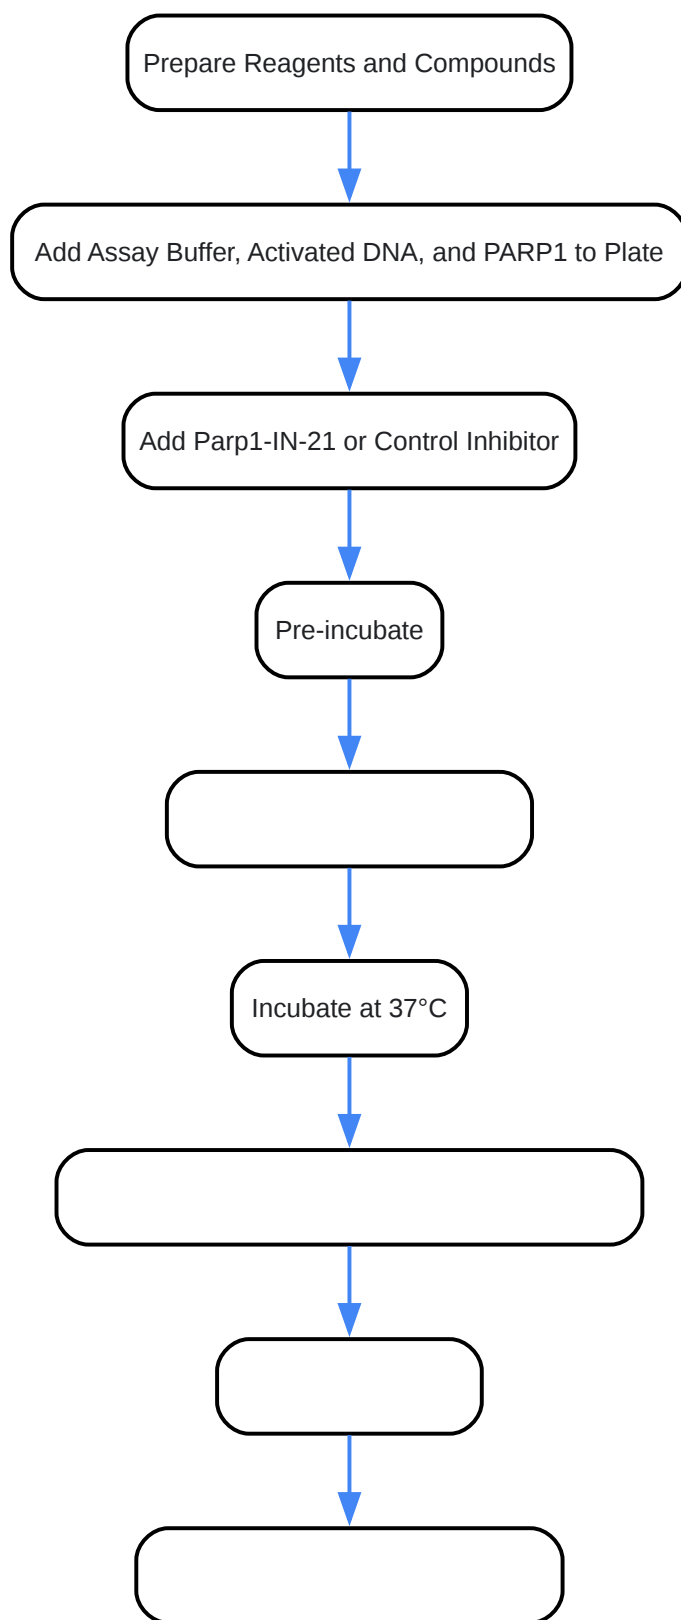 Prepare Reagents and Compounds
Add Assay Buffer, Activated DNA, and PARP1 to Plate
Add Parp1-IN-21 or Control Inhibitor
Pre-incubate
Incubate at 37°C